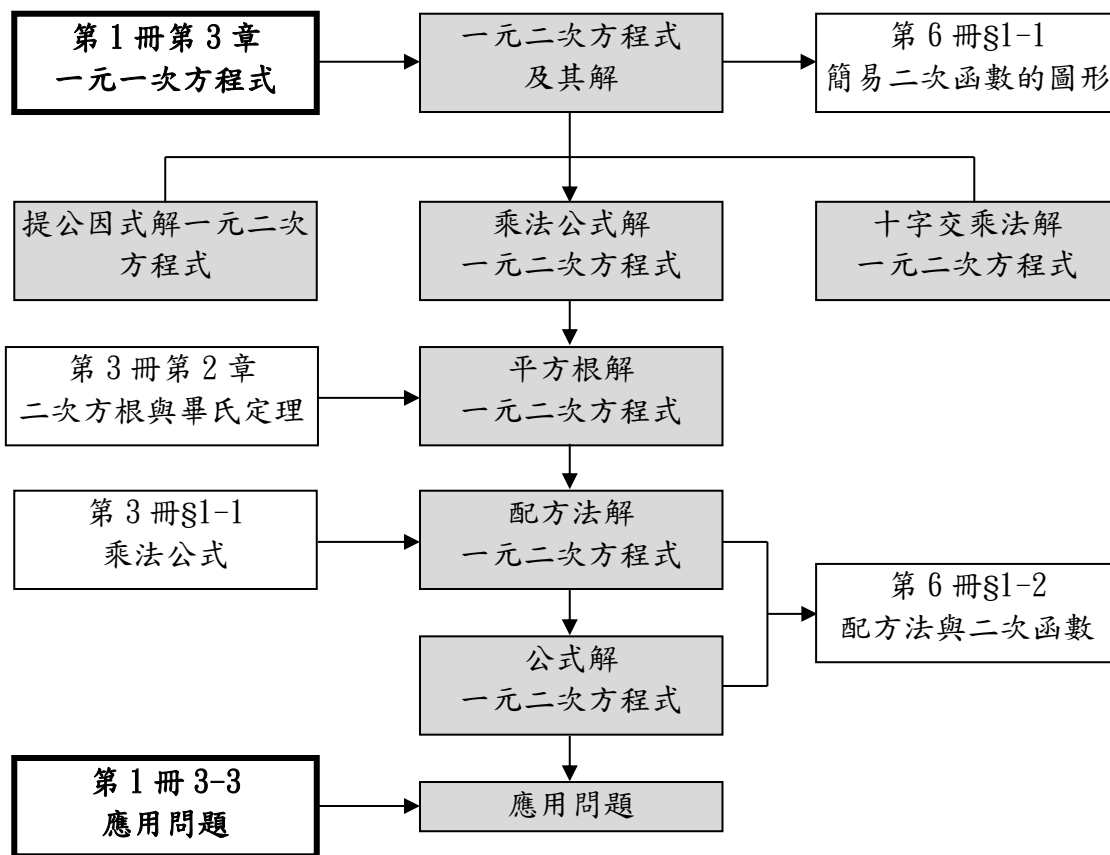 第 1 冊第 3 章
一元一次方程式
一元二次方程式
及其解
第 6 冊§1-1
簡易二次函數的圖形
提公因式解一元二次
方程式
乘法公式解
一元二次方程式
十字交乘法解
一元二次方程式
第 3 冊第 2 章
二次方根與畢氏定理
平方根解
一元二次方程式
第 3 冊§1-1
乘法公式
配方法解
一元二次方程式
第 6 冊§1-2
配方法與二次函數
公式解
一元二次方程式
第 1 冊 3-3
應用問題
應用問題